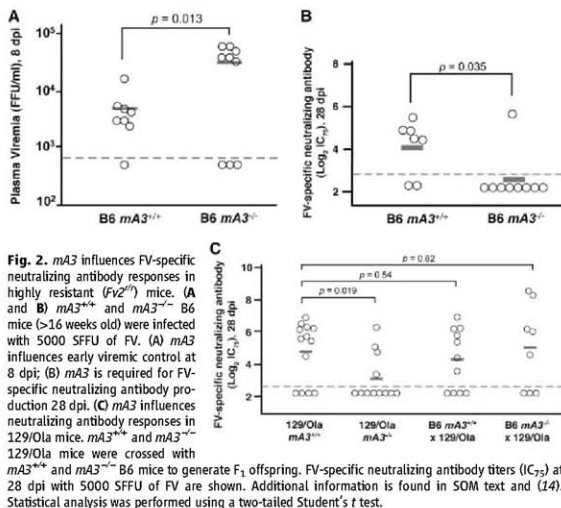 A
p = 0.013
Plasma Viremia (FFU/ml), 8 dpi
10⁵
10⁴
10³
10²
B6 mA3+/+
B6 mA3-/-
B
p = 0.035
FV-specific neutralizing antibody
(Log₂ IC₇₅), 28 dpi
8
6
4
2
B6 mA3+/+
B6 mA3-/-
Fig. 2. mA3 influences FV-specific
neutralizing antibody responses in
highly resistant (Fv2r/r) mice. (A
and B) mA3+/+ and mA3−/− B6
mice (>16 weeks old) were infected
with 5000 SFFU of FV. (A) mA3
influences early viremic control at
8 dpi; (B) mA3 is required for FV-
specific neutralizing antibody pro-
duction 28 dpi. (C) mA3 influences
neutralizing antibody responses in
129/Ola mice. mA3+/+ and mA3−/−
129/Ola mice were crossed with
mA3+/+ and mA3−/− B6 mice to generate F₁ offspring. FV-specific neutralizing antibody titers (IC₇₅) at
28 dpi with 5000 SFFU of FV are shown. Additional information is found in SOM text and (14).
Statistical analysis was performed using a two-tailed Student's t test.
C
p = 0.82
p = 0.54
p = 0.019
FV-specific neutralizing antibody
(Log₂ IC₇₅), 28 dpi
10
8
6
4
2
129/Ola
mA3+/+
129/Ola
mA3-/-
B6 mA3+/+
x 129/Ola
B6 mA3-/-
x 129/Ola